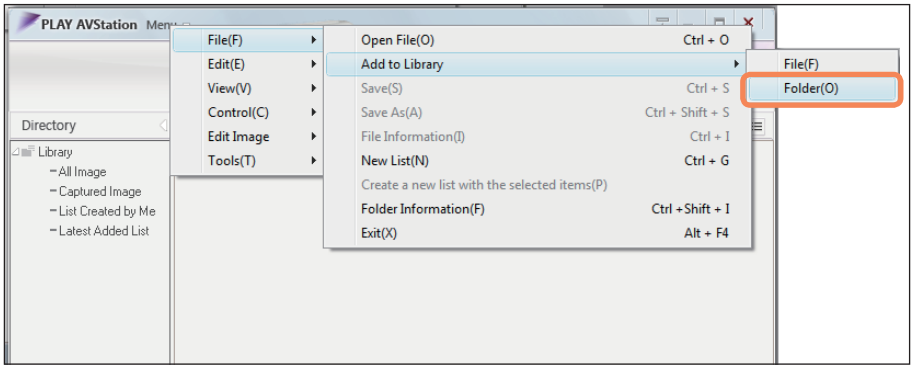 PLAY AVStation Menu
File(F)
Edit(E)
View(V)
Control(C)
Edit Image
Tools(T)
Open File(O) Ctrl + O
Add to Library
Save(S) Ctrl + S
Save As(A) Ctrl + Shift + S
File Information(I) Ctrl + I
New List(N) Ctrl + G
Create a new list with the selected items(P)
Folder Information(F) Ctrl +Shift + I
Exit(X) Alt + F4
File(F)
Folder(O)
Directory
Library
All Image
Captured Image
List Created by Me
Latest Added List